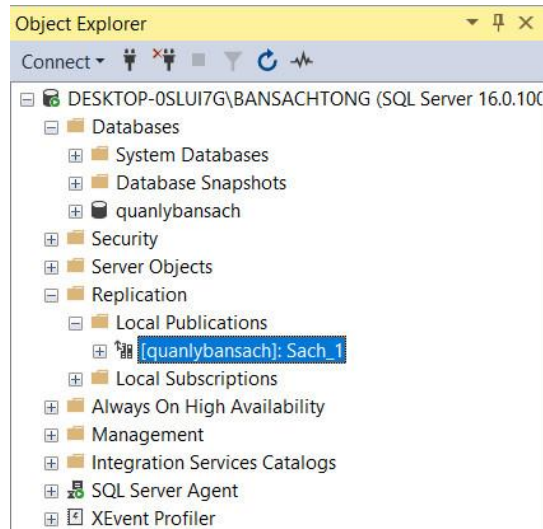 Object Explorer
Connect
DESKTOP-0SLUI7G\BANSACHTONG (SQL Server 16.0.100
Databases
System Databases
Database Snapshots
quanlybansach
Security
Server Objects
Replication
Local Publications
[quanlybansach]: Sach_1
Local Subscriptions
Always On High Availability
Management
Integration Services Catalogs
SQL Server Agent
XEvent Profiler